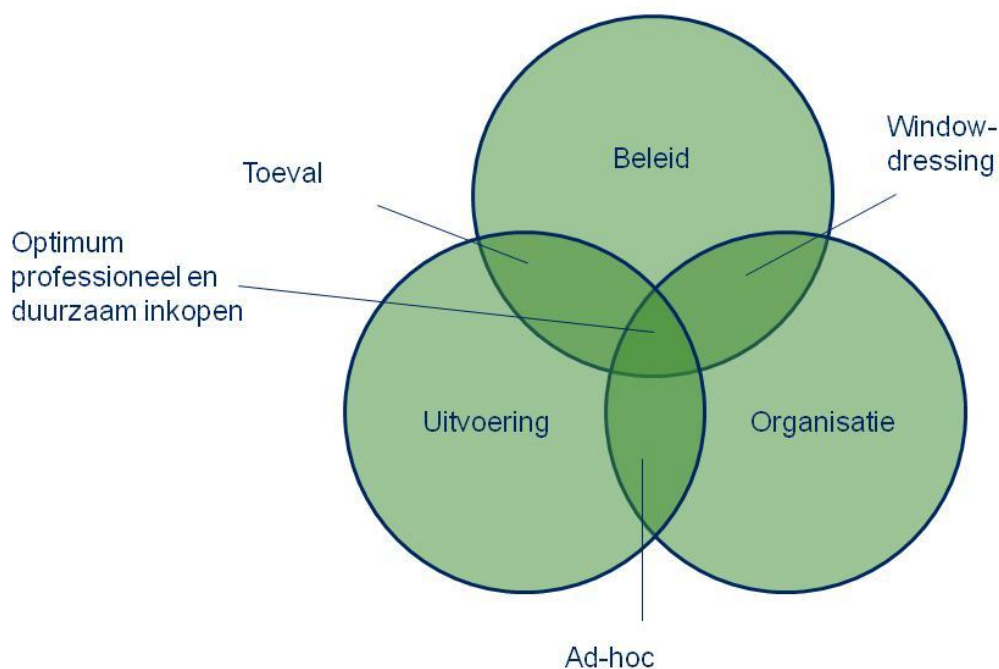 Window-
dressing
Beleid
Toeval
Optimum
professioneel en
duurzaam inkopen
Uitvoering
Organisatie
Ad-hoc